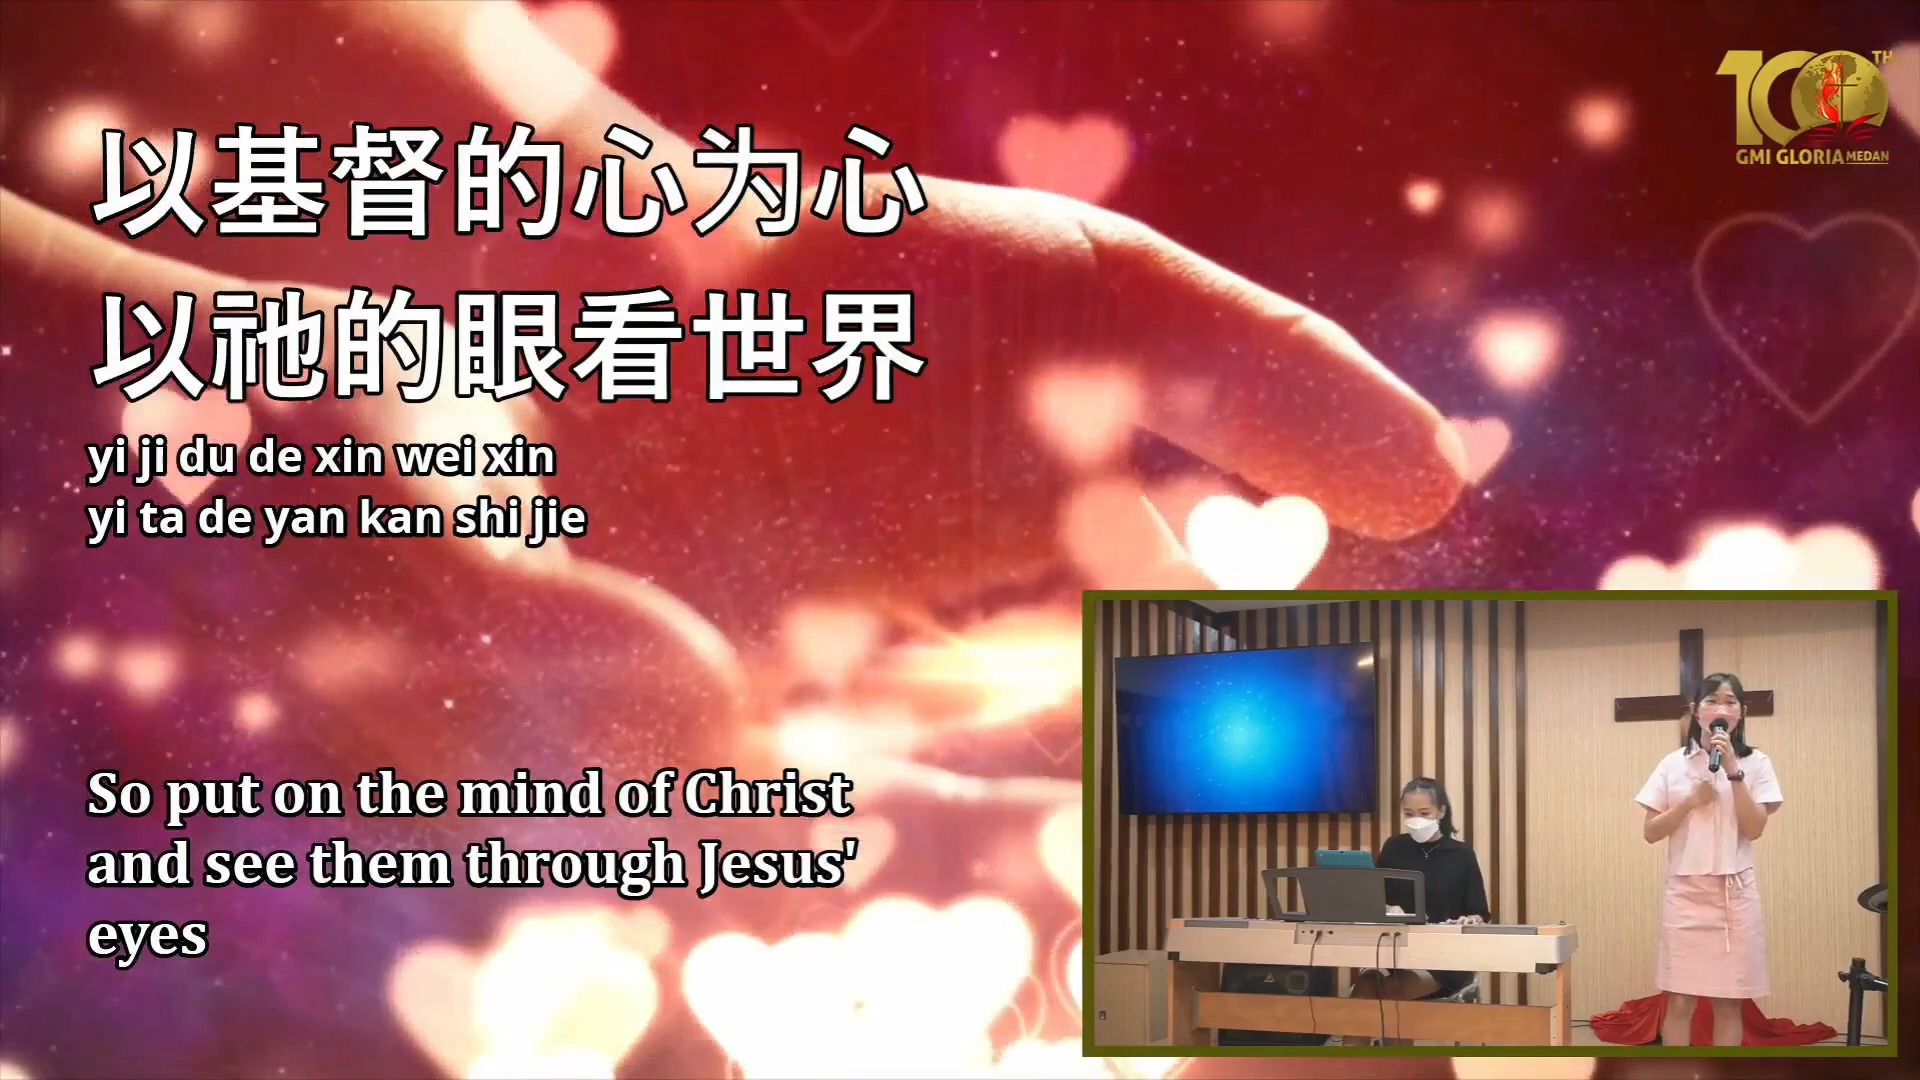 以基督的心为心
以祂的眼看世界
yi ji du de xin wei xin
yi ta de yan kan shi jie
So put on the mind of Christ
and see them through Jesus'
eyes
100TH
GMI GLORIA MEDAN